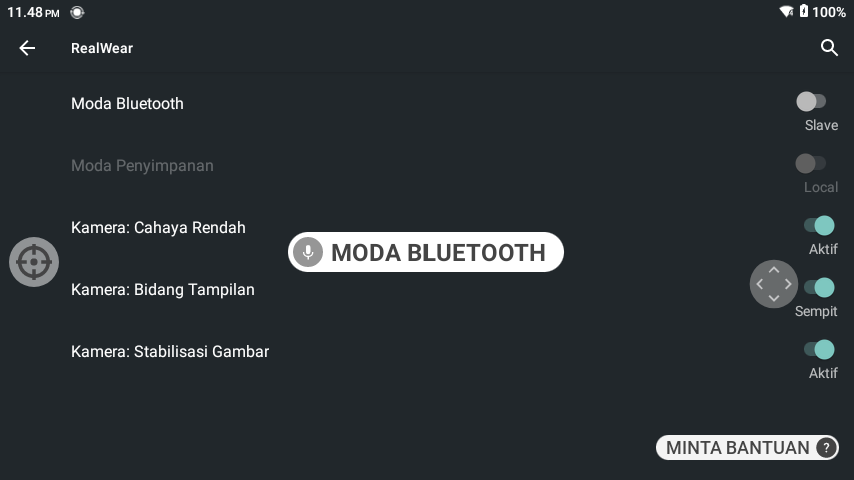 11.48 PM
100%
RealWear
Moda Bluetooth
Slave
Moda Penyimpanan
Local
Kamera: Cahaya Rendah
Aktif
MODA BLUETOOTH
Kamera: Bidang Tampilan
Sempit
Kamera: Stabilisasi Gambar
Aktif
MINTA BANTUAN ?